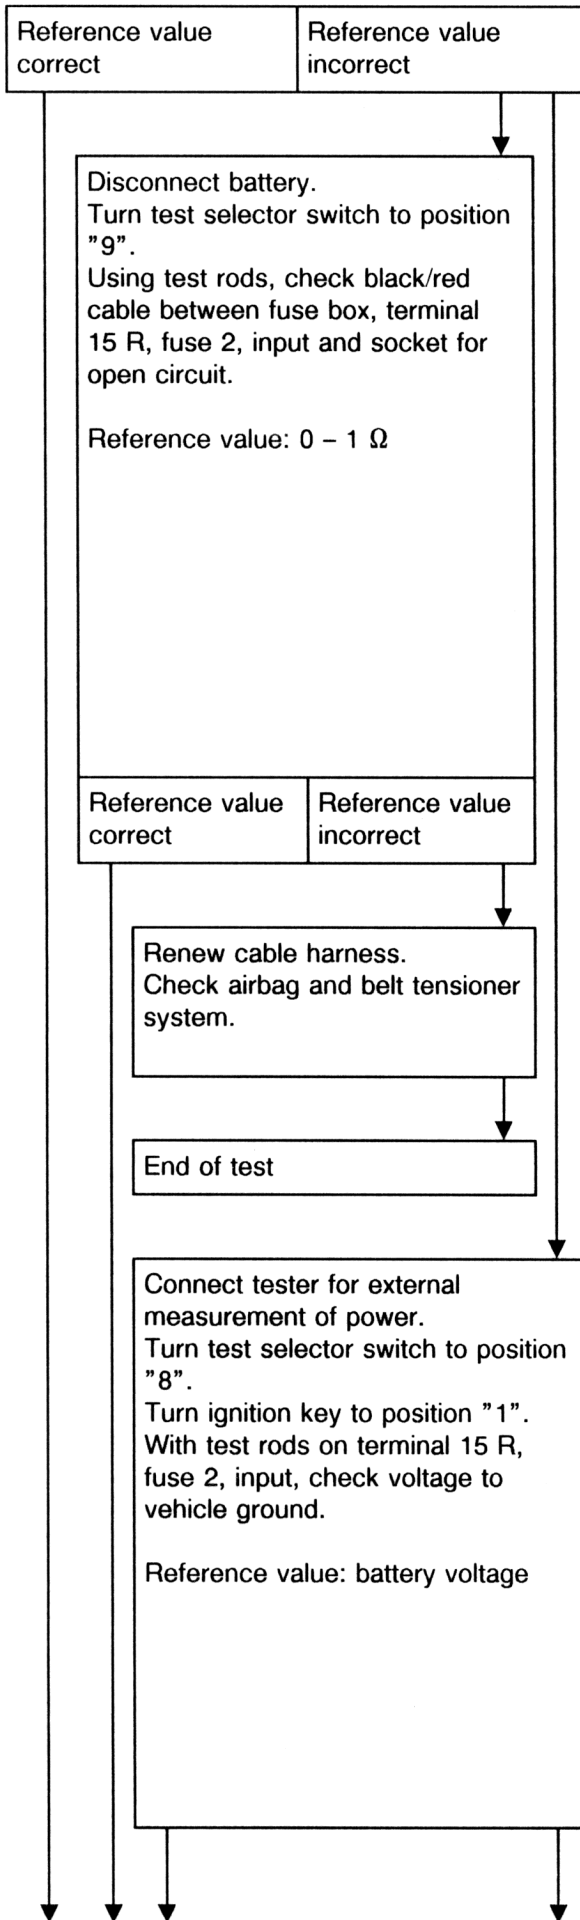 Reference value
correct
Reference value
incorrect
Disconnect battery.
Turn test selector switch to position
”9”.
Using test rods, check black/red
cable between fuse box, terminal
15 R, fuse 2, input and socket for
open circuit.
Reference value: 0 – 1 Ω
Reference value
correct
Reference value
incorrect
Renew cable harness.
Check airbag and belt tensioner
system.
End of test
Connect tester for external
measurement of power.
Turn test selector switch to position
”8”.
Turn ignition key to position ”1”.
With test rods on terminal 15 R,
fuse 2, input, check voltage to
vehicle ground.
Reference value: battery voltage